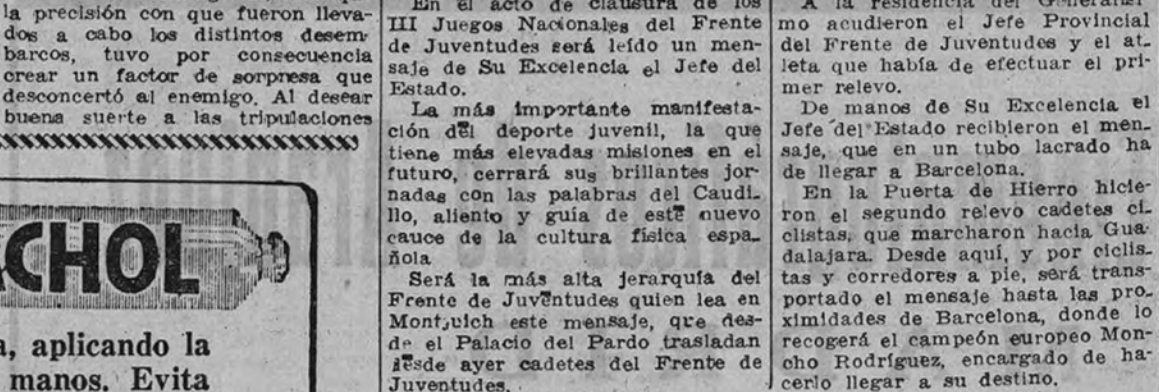 la precisión con que fueron lleva-
dos a cabo los distintos desem-
barcos, tuvo por consecuencia
crear un factor de sorpresa que
desconcertó al enemigo. Al desear
buena suerte a las tripulaciones
CHOL
, aplicando la
manos. Evita
En el acto de clausura de los
III Juegos Nacionales del Frente
de Juventudes será leído un men-
saje de Su Excelencia el Jefe del
Estado.
La más importante manifesta-
ción del deporte juvenil, la que
tiene más elevadas misiones en el
futuro, cerrará sus brillantes jor-
nadas con las palabras del Caudi-
llo, aliento y guía de este nuevo
cauce de la cultura física espa-
ñola
Será la más alta jerarquía del
Frente de Juventudes quien lea en
Montjuich este mensaje, que des-
de el Palacio del Pardo trasladan
desde ayer cadetes del Frente de
Juventudes.
A la residencia del Generalísi-
mo acudieron el Jefe Provincial
del Frente de Juventudes y el at-
leta que había de efectuar el pri-
mer relevo.
De manos de Su Excelencia el
Jefe del Estado recibieron el men-
saje, que en un tubo lacrado ha
de llegar a Barcelona.
En la Puerta de Hierro hicie-
ron el segundo relevo cadetes ci-
clistas, que marcharon hacia Gua-
dalajara. Desde aquí, y por ciclis-
tas y corredores a pie, será trans-
portado el mensaje hasta las pro-
ximidades de Barcelona, donde lo
recogerá el campeón europeo Mon-
cho Rodríguez, encargado de ha-
cerlo llegar a su destino.